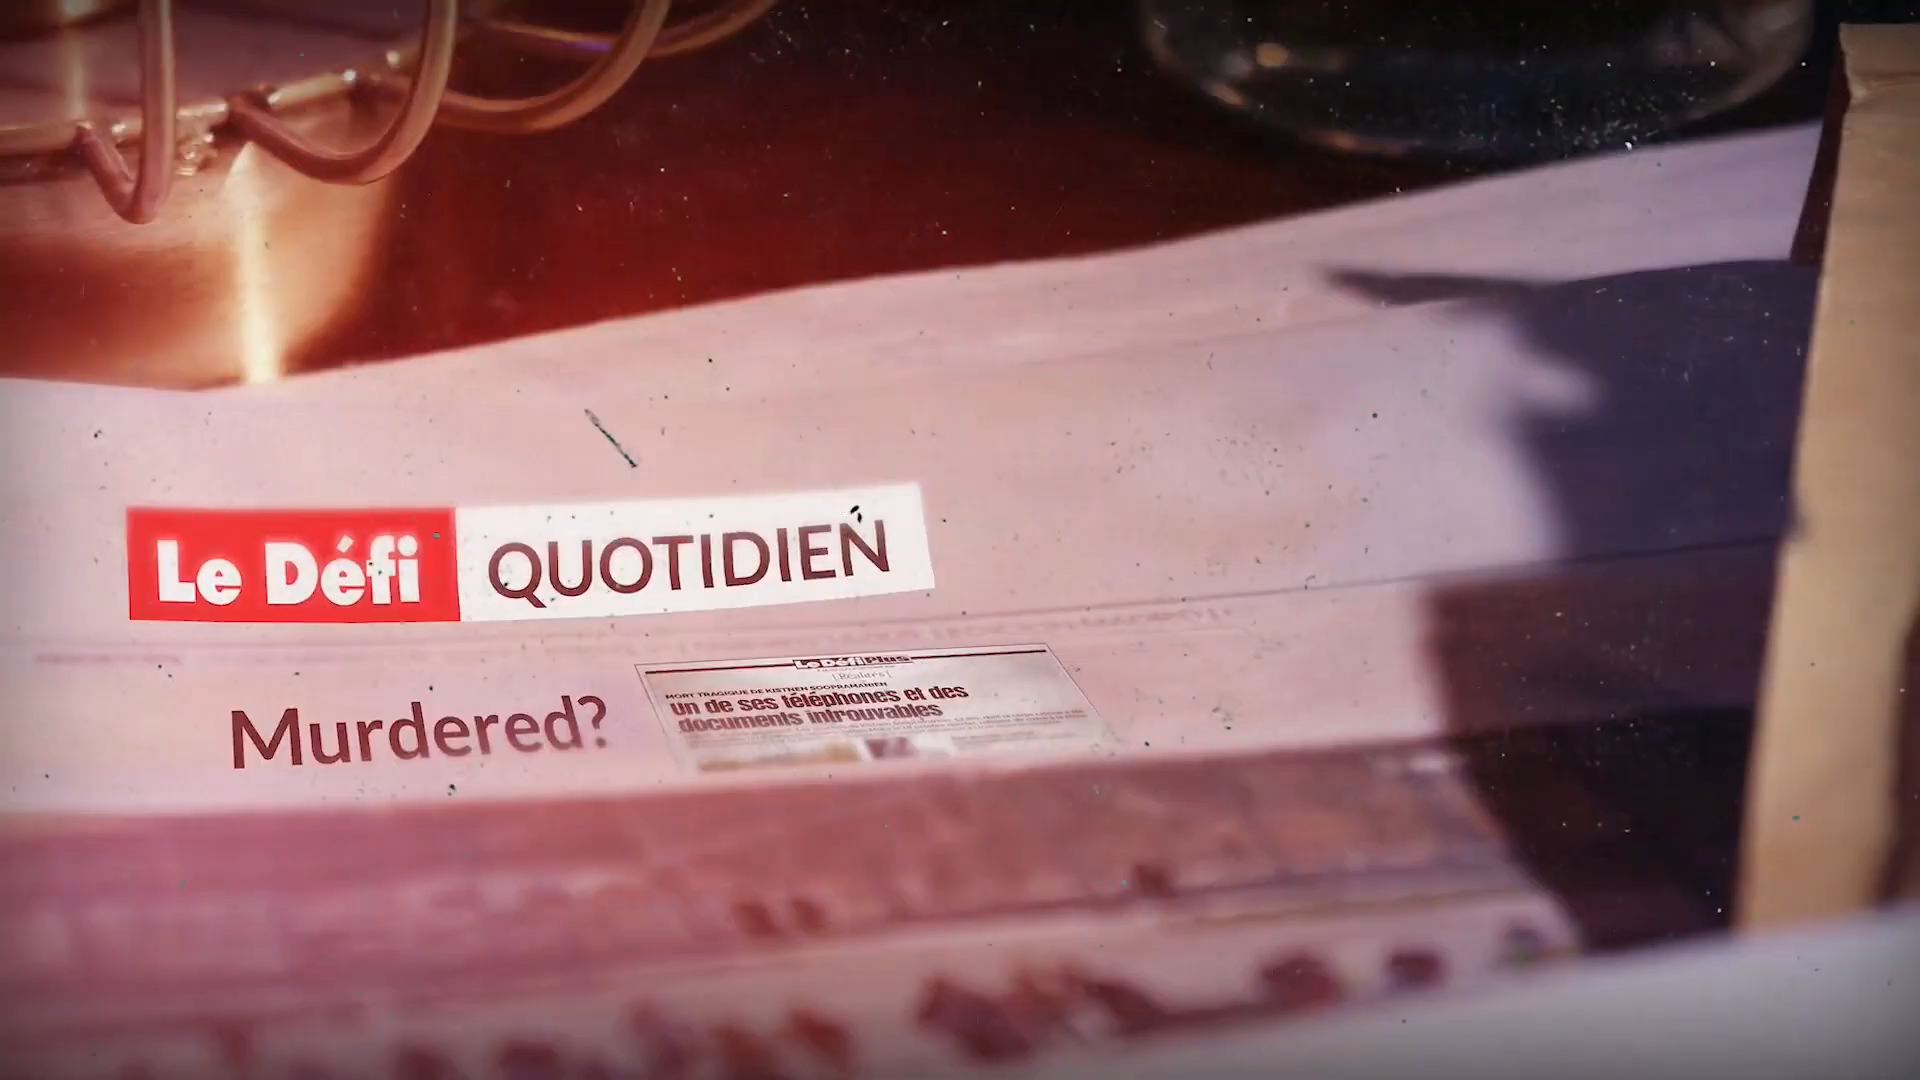 Le Défi QUOTIDIEN
Murdered?
Le Défi Plus
[Réalités]
MORT TRAGIQUE DE KISTNEN SOOPRAMANIEN
un de ses téléphones et des
documents introuvables